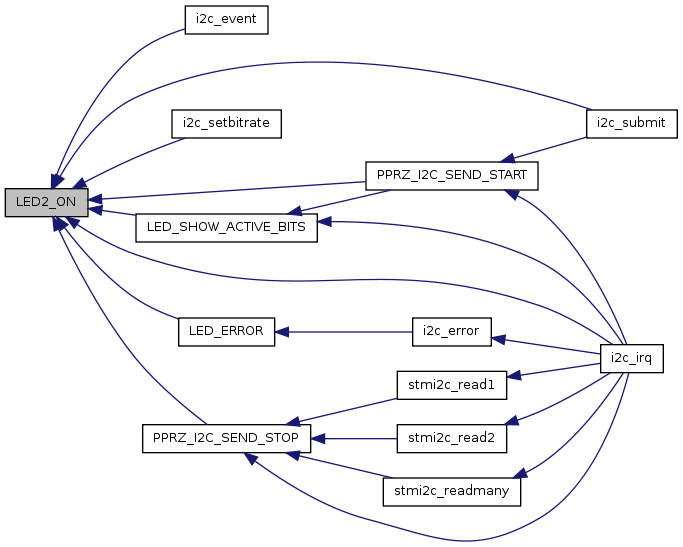 i2c_event
i2c_submit
i2c_setbitrate
PPRZ_I2C_SEND_START
LED2_ON
LED_SHOW_ACTIVE_BITS
LED_ERROR
i2c_error
i2c_irq
stmi2c_read1
PPRZ_I2C_SEND_STOP
stmi2c_read2
stmi2c_readmany